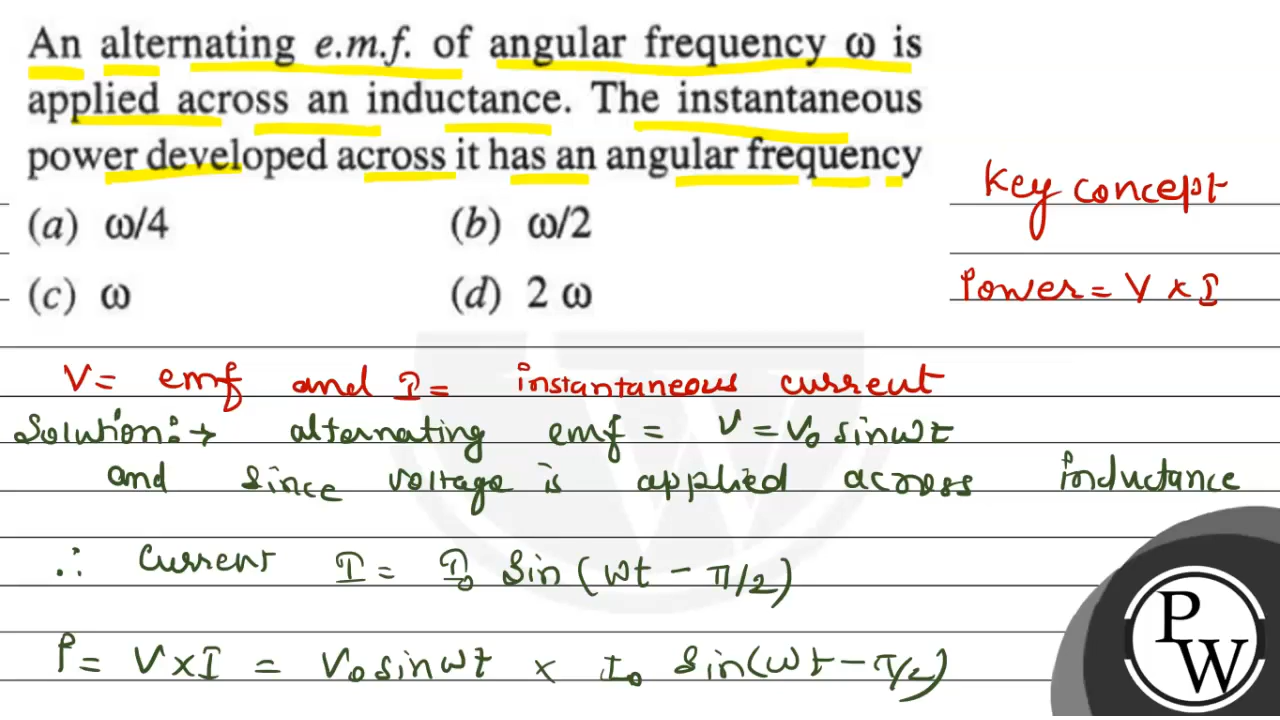 An alternating e.m.f. of angular frequency ω is
applied across an inductance. The instantaneous
power developed across it has an angular frequency
(a) ω/4 (b) ω/2
(c) ω (d) 2 ω
Key concept
Power = V × I
V = emf and I = instantaneous current
Solution:→ alternating emf = V = V₀ sinωt
and since voltage is applied across inductance
∴ Current I = I₀ sin(ωt - π/2)
P = V×I = V₀ sinωt × I₀ sin(ωt - π/2)
P
W